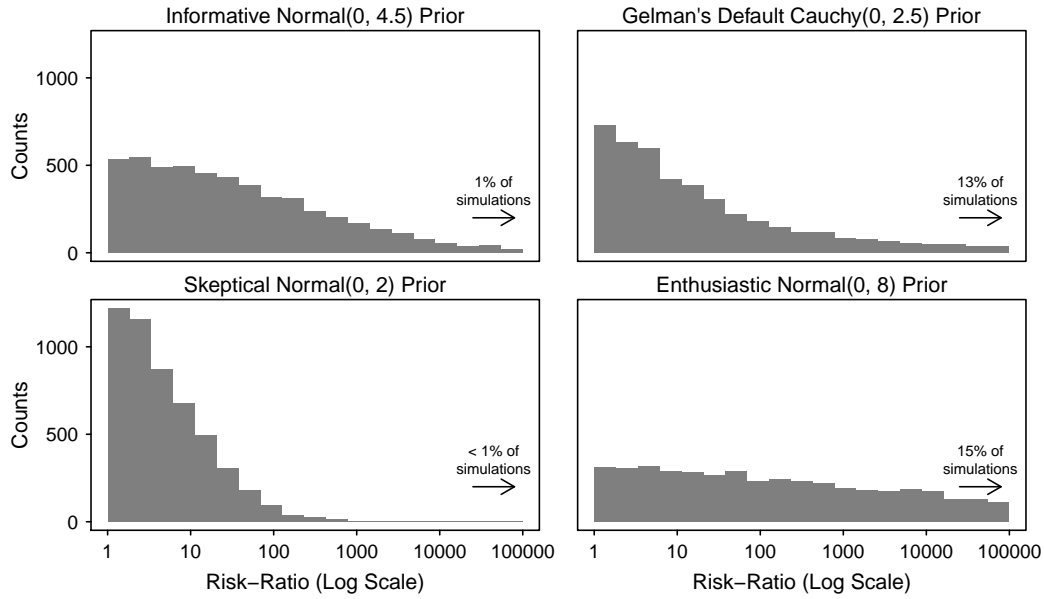 Informative Normal(0, 4.5) Prior
Gelman's Default Cauchy(0, 2.5) Prior
Counts
1000
500
0
1% of
simulations
13% of
simulations
Skeptical Normal(0, 2) Prior
Enthusiastic Normal(0, 8) Prior
Counts
1000
500
0
< 1% of
simulations
15% of
simulations
1 10 100 1000 10000 100000
1 10 100 1000 10000 100000
Risk−Ratio (Log Scale)
Risk−Ratio (Log Scale)